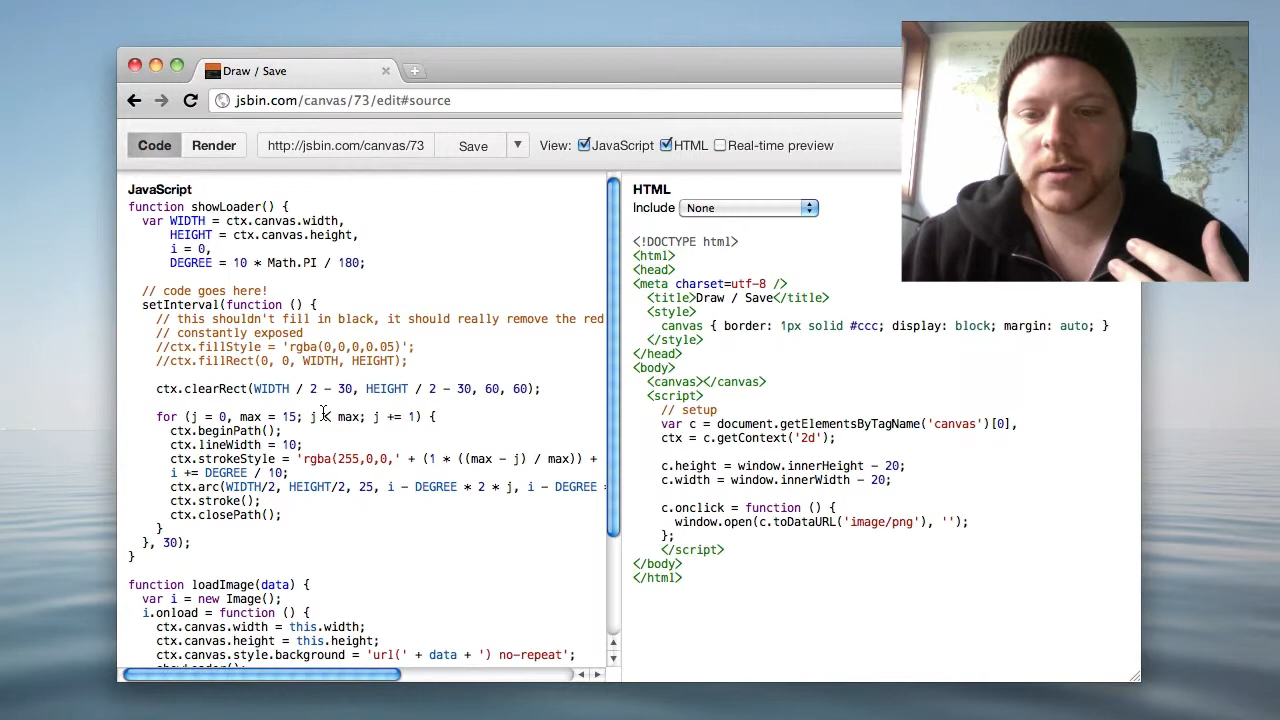 Draw / Save
jsbin.com/canvas/73/edit#source
Code Render http://jsbin.com/canvas/73 Save View: JavaScript HTML Real-time preview
JavaScript
function showLoader() {
var WIDTH = ctx.canvas.width,
HEIGHT = ctx.canvas.height,
i = 0,
DEGREE = 10 * Math.PI / 180;
// code goes here!
setInterval(function () {
// this shouldn't fill in black, it should really remove the red
// constantly exposed
//ctx.fillStyle = 'rgba(0,0,0,0.05)';
//ctx.fillRect(0, 0, WIDTH, HEIGHT);
ctx.clearRect(WIDTH / 2 - 30, HEIGHT / 2 - 30, 60, 60);
for (j = 0, max = 15; j < max; j += 1) {
ctx.beginPath();
ctx.lineWidth = 10;
ctx.strokeStyle = 'rgba(255,0,0,' + (1 * ((max - j) / max)) +
i += DEGREE / 10;
ctx.arc(WIDTH/2, HEIGHT/2, 25, i - DEGREE * 2 * j, i - DEGREE
ctx.stroke();
ctx.closePath();
}
}, 30);
}
function loadImage(data) {
var i = new Image();
i.onload = function () {
ctx.canvas.width = this.width;
ctx.canvas.height = this.height;
ctx.canvas.style.background = 'url(' + data + ') no-repeat';
HTML
Include None
<!DOCTYPE html>
<html>
<head>
<meta charset=utf-8 />
<title>Draw / Save</title>
<style>
canvas { border: 1px solid #ccc; display: block; margin: auto; }
</style>
</head>
<body>
<canvas></canvas>
<script>
// setup
var c = document.getElementsByTagName('canvas')[0],
ctx = c.getContext('2d');
c.height = window.innerHeight - 20;
c.width = window.innerWidth - 20;
c.onclick = function () {
window.open(c.toDataURL('image/png'), '');
};
</script>
</body>
</html>